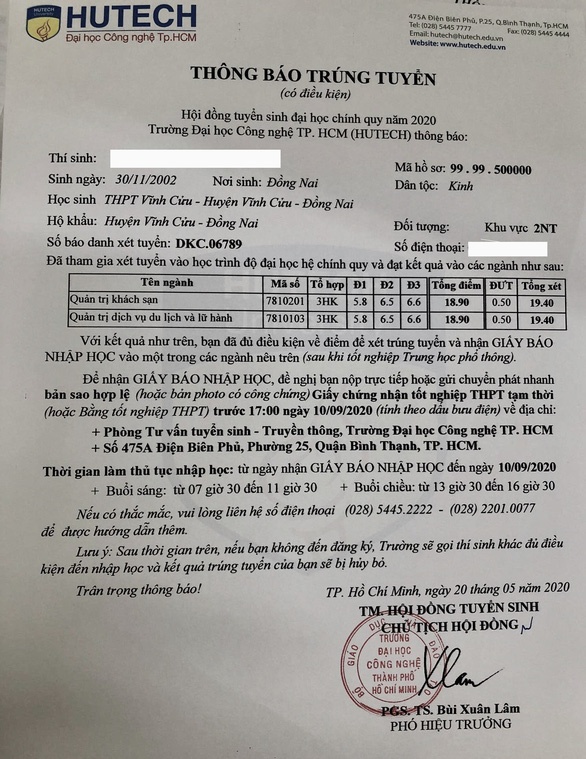 HUTECH
HUTECH
Đại học Công nghệ Tp.HCM
475A Điện Biên Phủ, P.25, Q.Bình Thạnh, Tp.HCM
Tel: (028) 5445 7777 Fax: (028) 5445 4444
Email: hutech@hutech.edu.vn
Website: www.hutech.edu.vn
THÔNG BÁO TRÚNG TUYỂN
(có điều kiện)
Hội đồng tuyển sinh đại học chính quy năm 2020
Trường Đại học Công nghệ TP. HCM (HUTECH) thông báo:
Thí sinh: Mã hồ sơ: 99.99.500000
Sinh ngày: 30/11/2002 Nơi sinh: Đồng Nai Dân tộc: Kinh
Học sinh THPT Vĩnh Cửu - Huyện Vĩnh Cửu - Đồng Nai
Hộ khẩu: Huyện Vĩnh Cửu - Đồng Nai Đối tượng: Khu vực 2NT
Số báo danh xét tuyển: DKC.06789 Số điện thoại:
Đã tham gia xét tuyển vào học trình độ đại học hệ chính quy và đạt kết quả vào các ngành như sau:
Tên ngành Mã số Tổ hợp Đ1 Đ2 Đ3 Tổng điểm ĐƯT Tổng
Quản trị khách sạn 7810201 3HK 5.8 6.5 6.6 18.90 0.50 19.40
Quản trị dịch vụ du lịch và lữ hành 7810103 3HK 5.8 6.5 6.6 18.90 0.50 19.40
Với kết quả như trên, bạn đã đủ điều kiện về điểm để xét trúng tuyển và nhận GIẤY BÁO
NHẬP HỌC vào một trong các ngành nêu trên (sau khi tốt nghiệp Trung học phổ thông).
Để nhận GIẤY BÁO NHẬP HỌC, đề nghị bạn nộp trực tiếp hoặc gửi chuyển phát nhanh
bản sao hợp lệ (hoặc bản photo có công chứng) Giấy chứng nhận tốt nghiệp THPT tạm thời
(hoặc Bằng tốt nghiệp THPT) trước 17:00 ngày 10/09/2020 (tính theo dấu bưu điện) về địa chỉ:
+ Phòng Tư vấn tuyển sinh - Truyền thông, Trường Đại học Công nghệ TP. HCM
+ Số 475A Điện Biên Phủ, Phường 25, Quận Bình Thạnh, TP. HCM.
Thời gian làm thủ tục nhập học: từ ngày nhận GIẤY BÁO NHẬP HỌC đến ngày 10/09/2020
+ Buổi sáng: từ 07 giờ 30 đến 11 giờ 30 + Buổi chiều: từ 13 giờ 30 đến 16 giờ 30
Nếu có thắc mắc, vui lòng liên hệ số điện thoại (028) 5445.2222 - (028) 2201.0077
để được hướng dẫn thêm.
Lưu ý: Sau thời gian trên, nếu bạn không đến đăng ký, Trường sẽ gọi thí sinh khác đủ điều
kiện đến nhập học và kết quả trúng tuyển của bạn sẽ bị hủy bỏ.
Trân trọng thông báo! TP. Hồ Chí Minh, ngày 20 tháng 05 năm 2020
TM. HỘI ĐỒNG TUYỂN SINH
CHỦ TỊCH HỘI ĐỒNG
BỘ GIÁO DỤC VÀ ĐÀO TẠO
TRƯỜNG
ĐẠI HỌC
CÔNG NGHỆ
THÀNH PHỐ
HỒ CHÍ MINH
PGS. TS. Bùi Xuân Lâm
PHÓ HIỆU TRƯỞNG